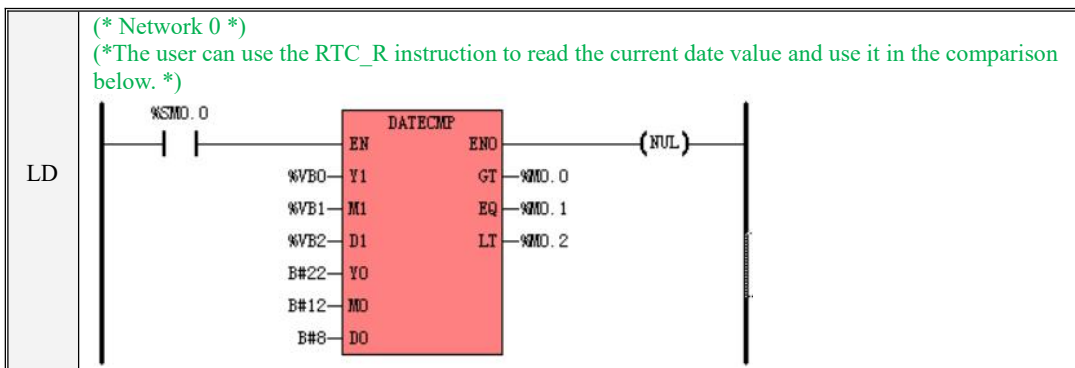 (* Network 0 *)
(*The user can use the RTC_R instruction to read the current date value and use it in the comparison
below. *)
%SM0.0
DATECMP
EN ENO (NUL)
%VB0 Y1 GT %M0.0
%VB1 M1 EQ %M0.1
LD
%VB2 D1 LT %M0.2
B#22 Y0
B#12 M0
B#8 D0